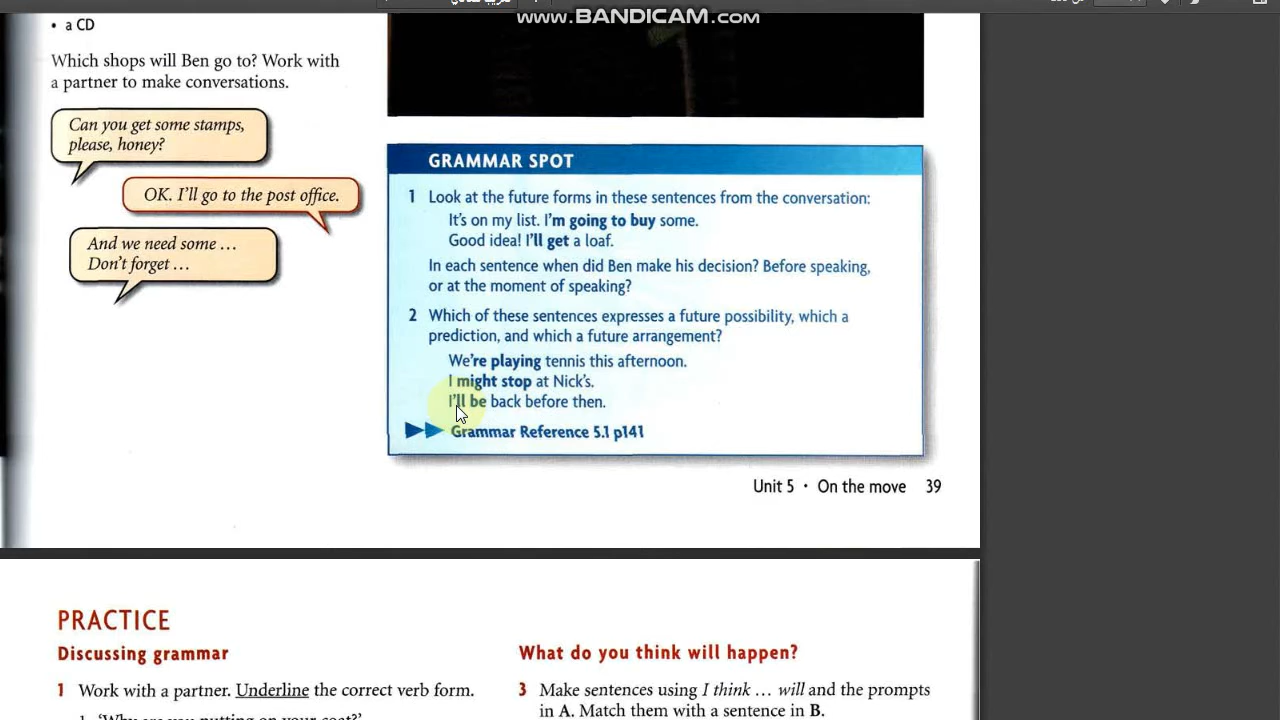 WWW.BANDICAM.COM
• a CD
Which shops will Ben go to? Work with
a partner to make conversations.
Can you get some stamps,
please, honey?
OK. I'll go to the post office.
And we need some …
Don't forget …
GRAMMAR SPOT
1 Look at the future forms in these sentences from the conversation:
It's on my list. I'm going to buy some.
Good idea! I'll get a loaf.
In each sentence when did Ben make his decision? Before speaking,
or at the moment of speaking?
2 Which of these sentences expresses a future possibility, which a
prediction, and which a future arrangement?
We're playing tennis this afternoon.
I might stop at Nick's.
I'll be back before then.
Grammar Reference 5.1 p141
Unit 5 • On the move 39
PRACTICE
Discussing grammar
1 Work with a partner. Underline the correct verb form.
1 'Why are you putting on your coat?'
What do you think will happen?
3 Make sentences using I think … will and the prompts
in A. Match them with a sentence in B.